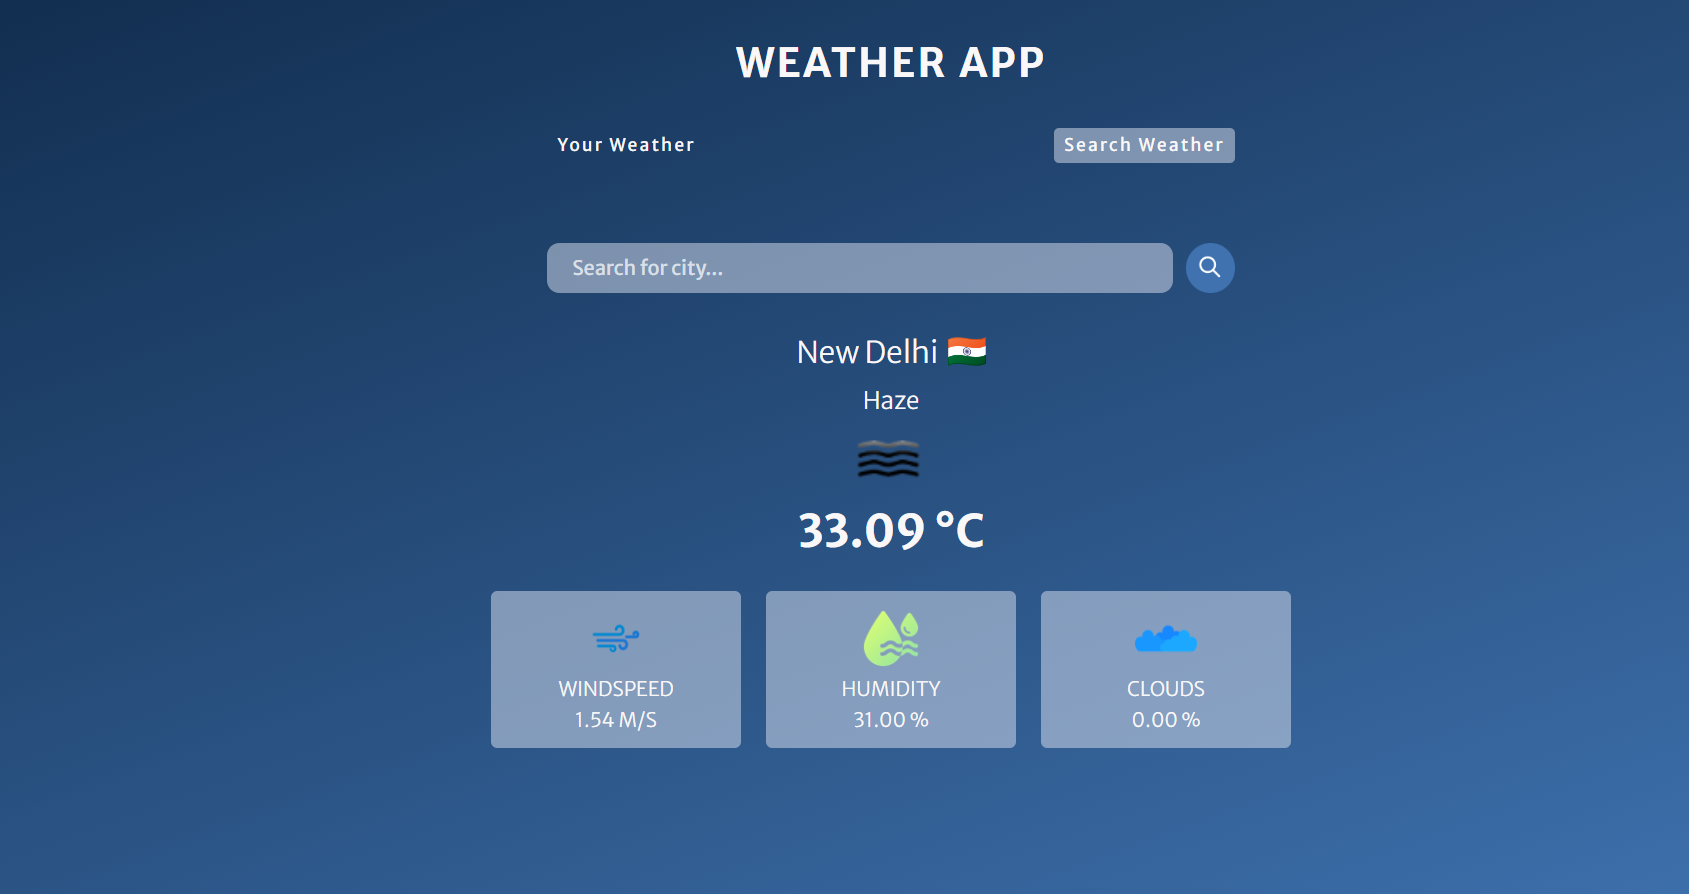 WEATHER APP
Your Weather
Search Weather
Search for city...
New Delhi
Haze
33.09 °C
WINDSPEED
1.54 M/S
HUMIDITY
31.00 %
CLOUDS
0.00 %